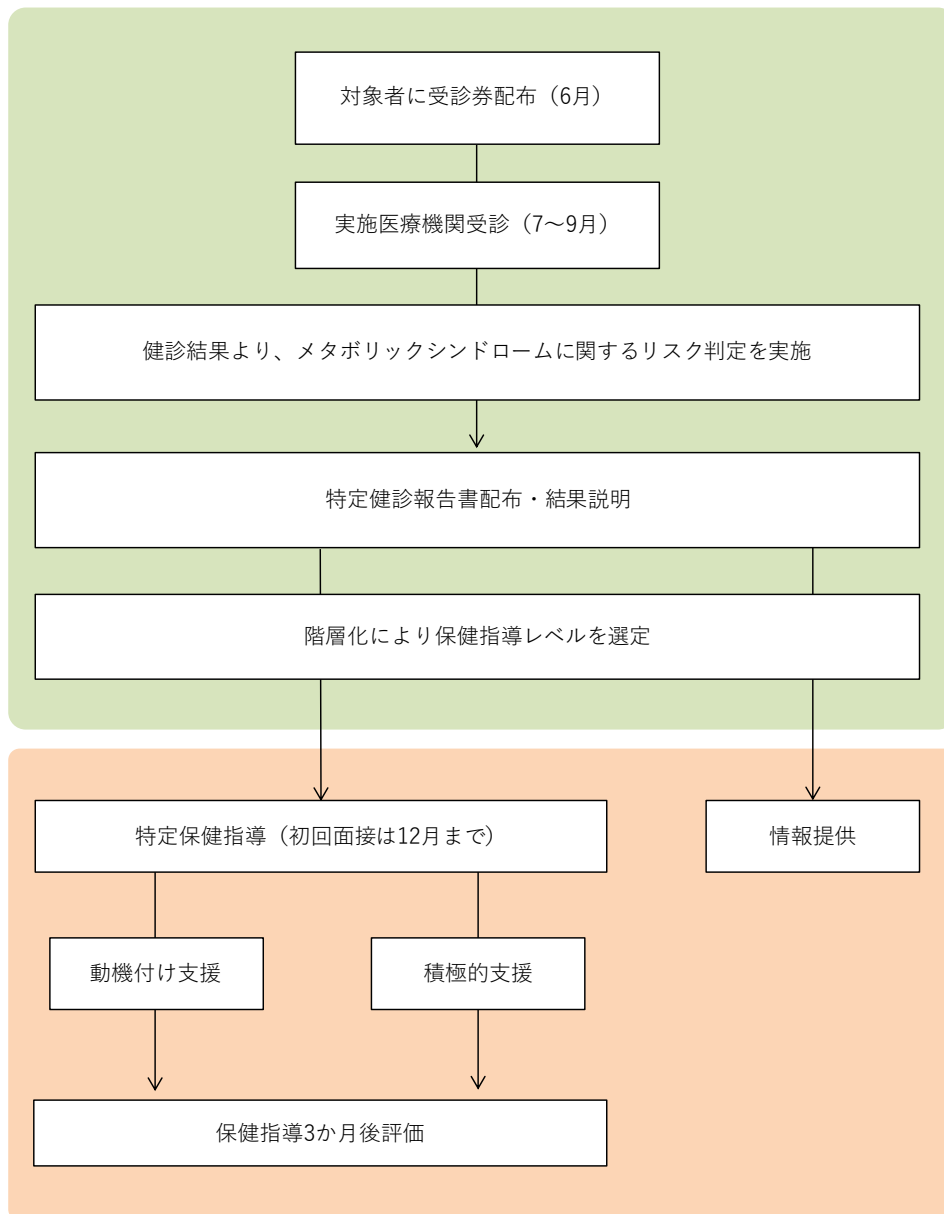 対象者に受診券配布（6月）
実施医療機関受診（7～9月）
健診結果より、メタボリックシンドロームに関するリスク判定を実施
特定健診報告書配布・結果説明
階層化により保健指導レベルを選定
特定保健指導（初回面接は12月まで）
情報提供
動機付け支援
積極的支援
保健指導3か月後評価